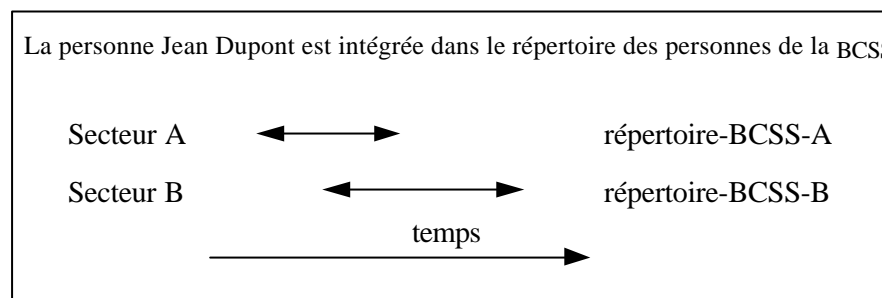 La personne Jean Dupont est intégrée dans le répertoire des personnes de la BCSS
Secteur A répertoire-BCSS-A
Secteur B répertoire-BCSS-B
temps